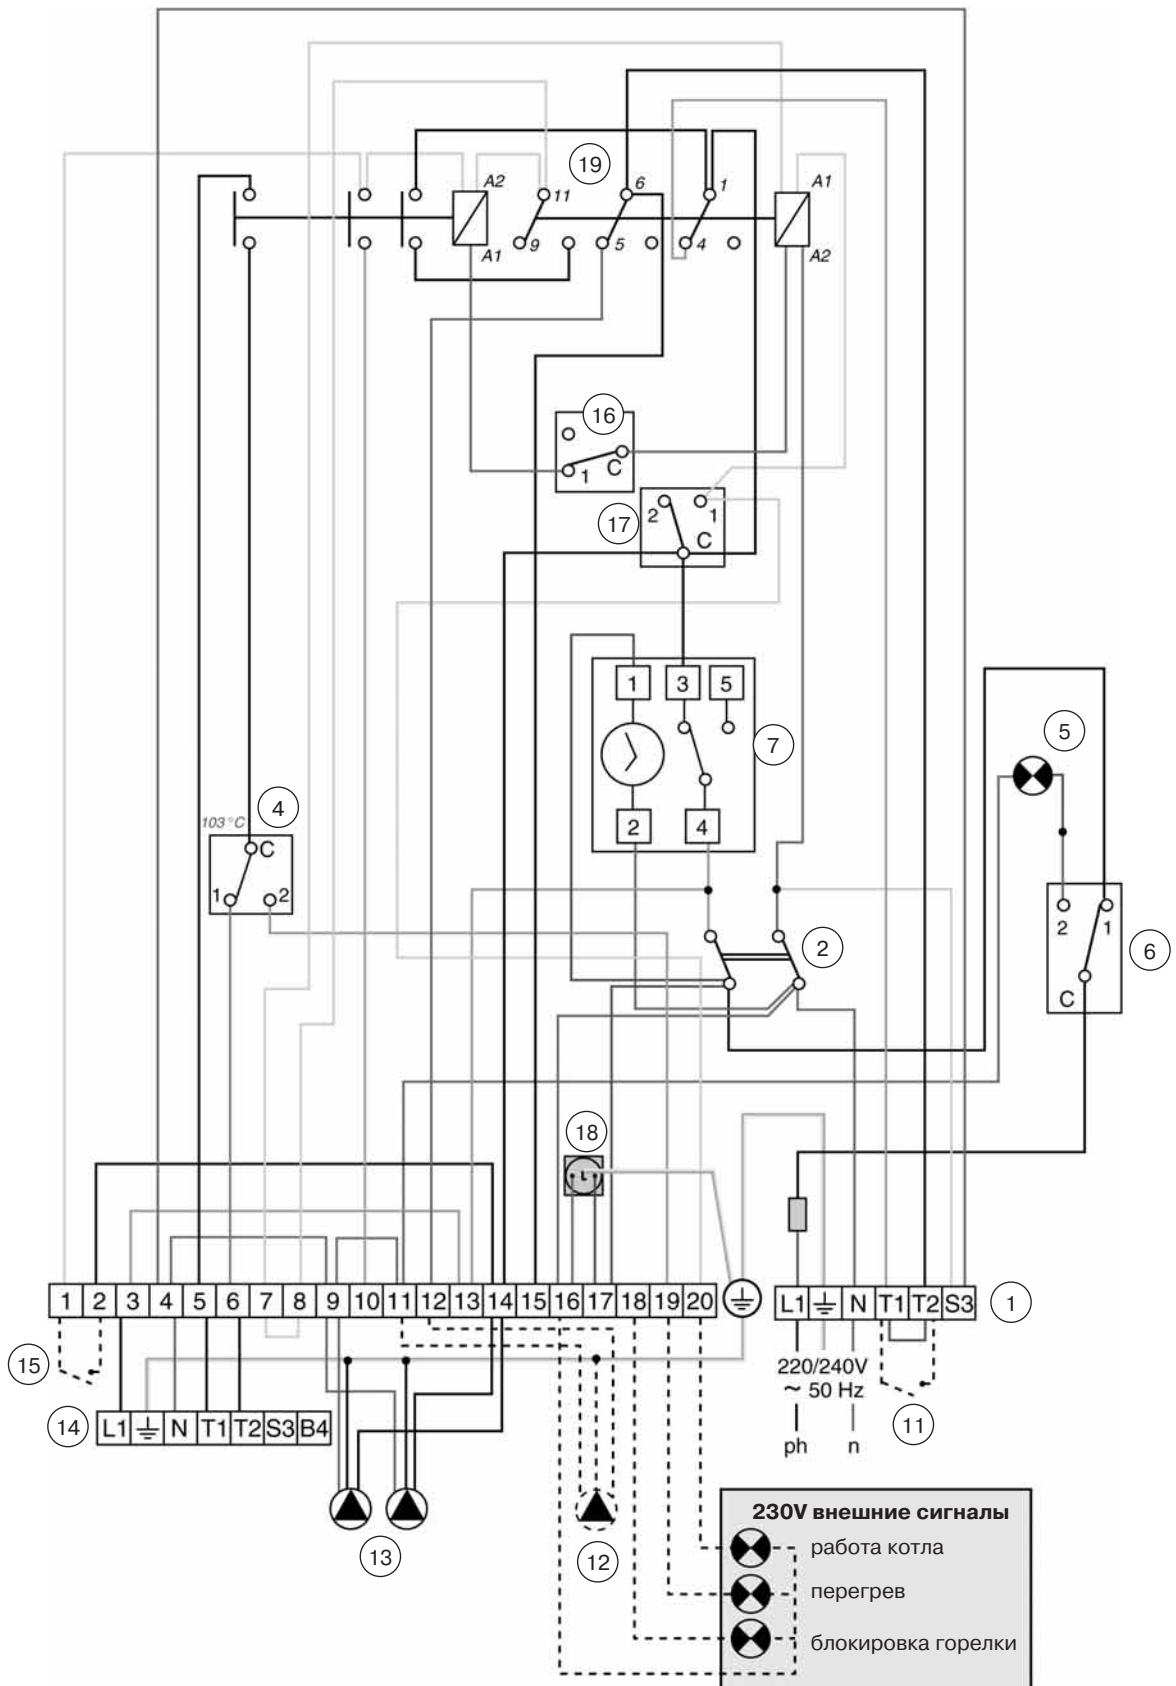 19
A2
11
6
1
A1
A1
9
5
4
A2
16
1 C
17
2 1
C
1 3 5
7
2 4
5
4
103°C
C
1 2
2
2 1
6
C
18
L
1 2 3 4 5 6 7 8 9 10 11 12 13 14 15 16 17 18 19 20
L1 N T1 T2 S3
1
15
220/240V
~ 50 Hz
14
L1 N T1 T2 S3 B4
11
ph n
13
12
230V внешние сигналы
работа котла
перегрев
блокировка горелки